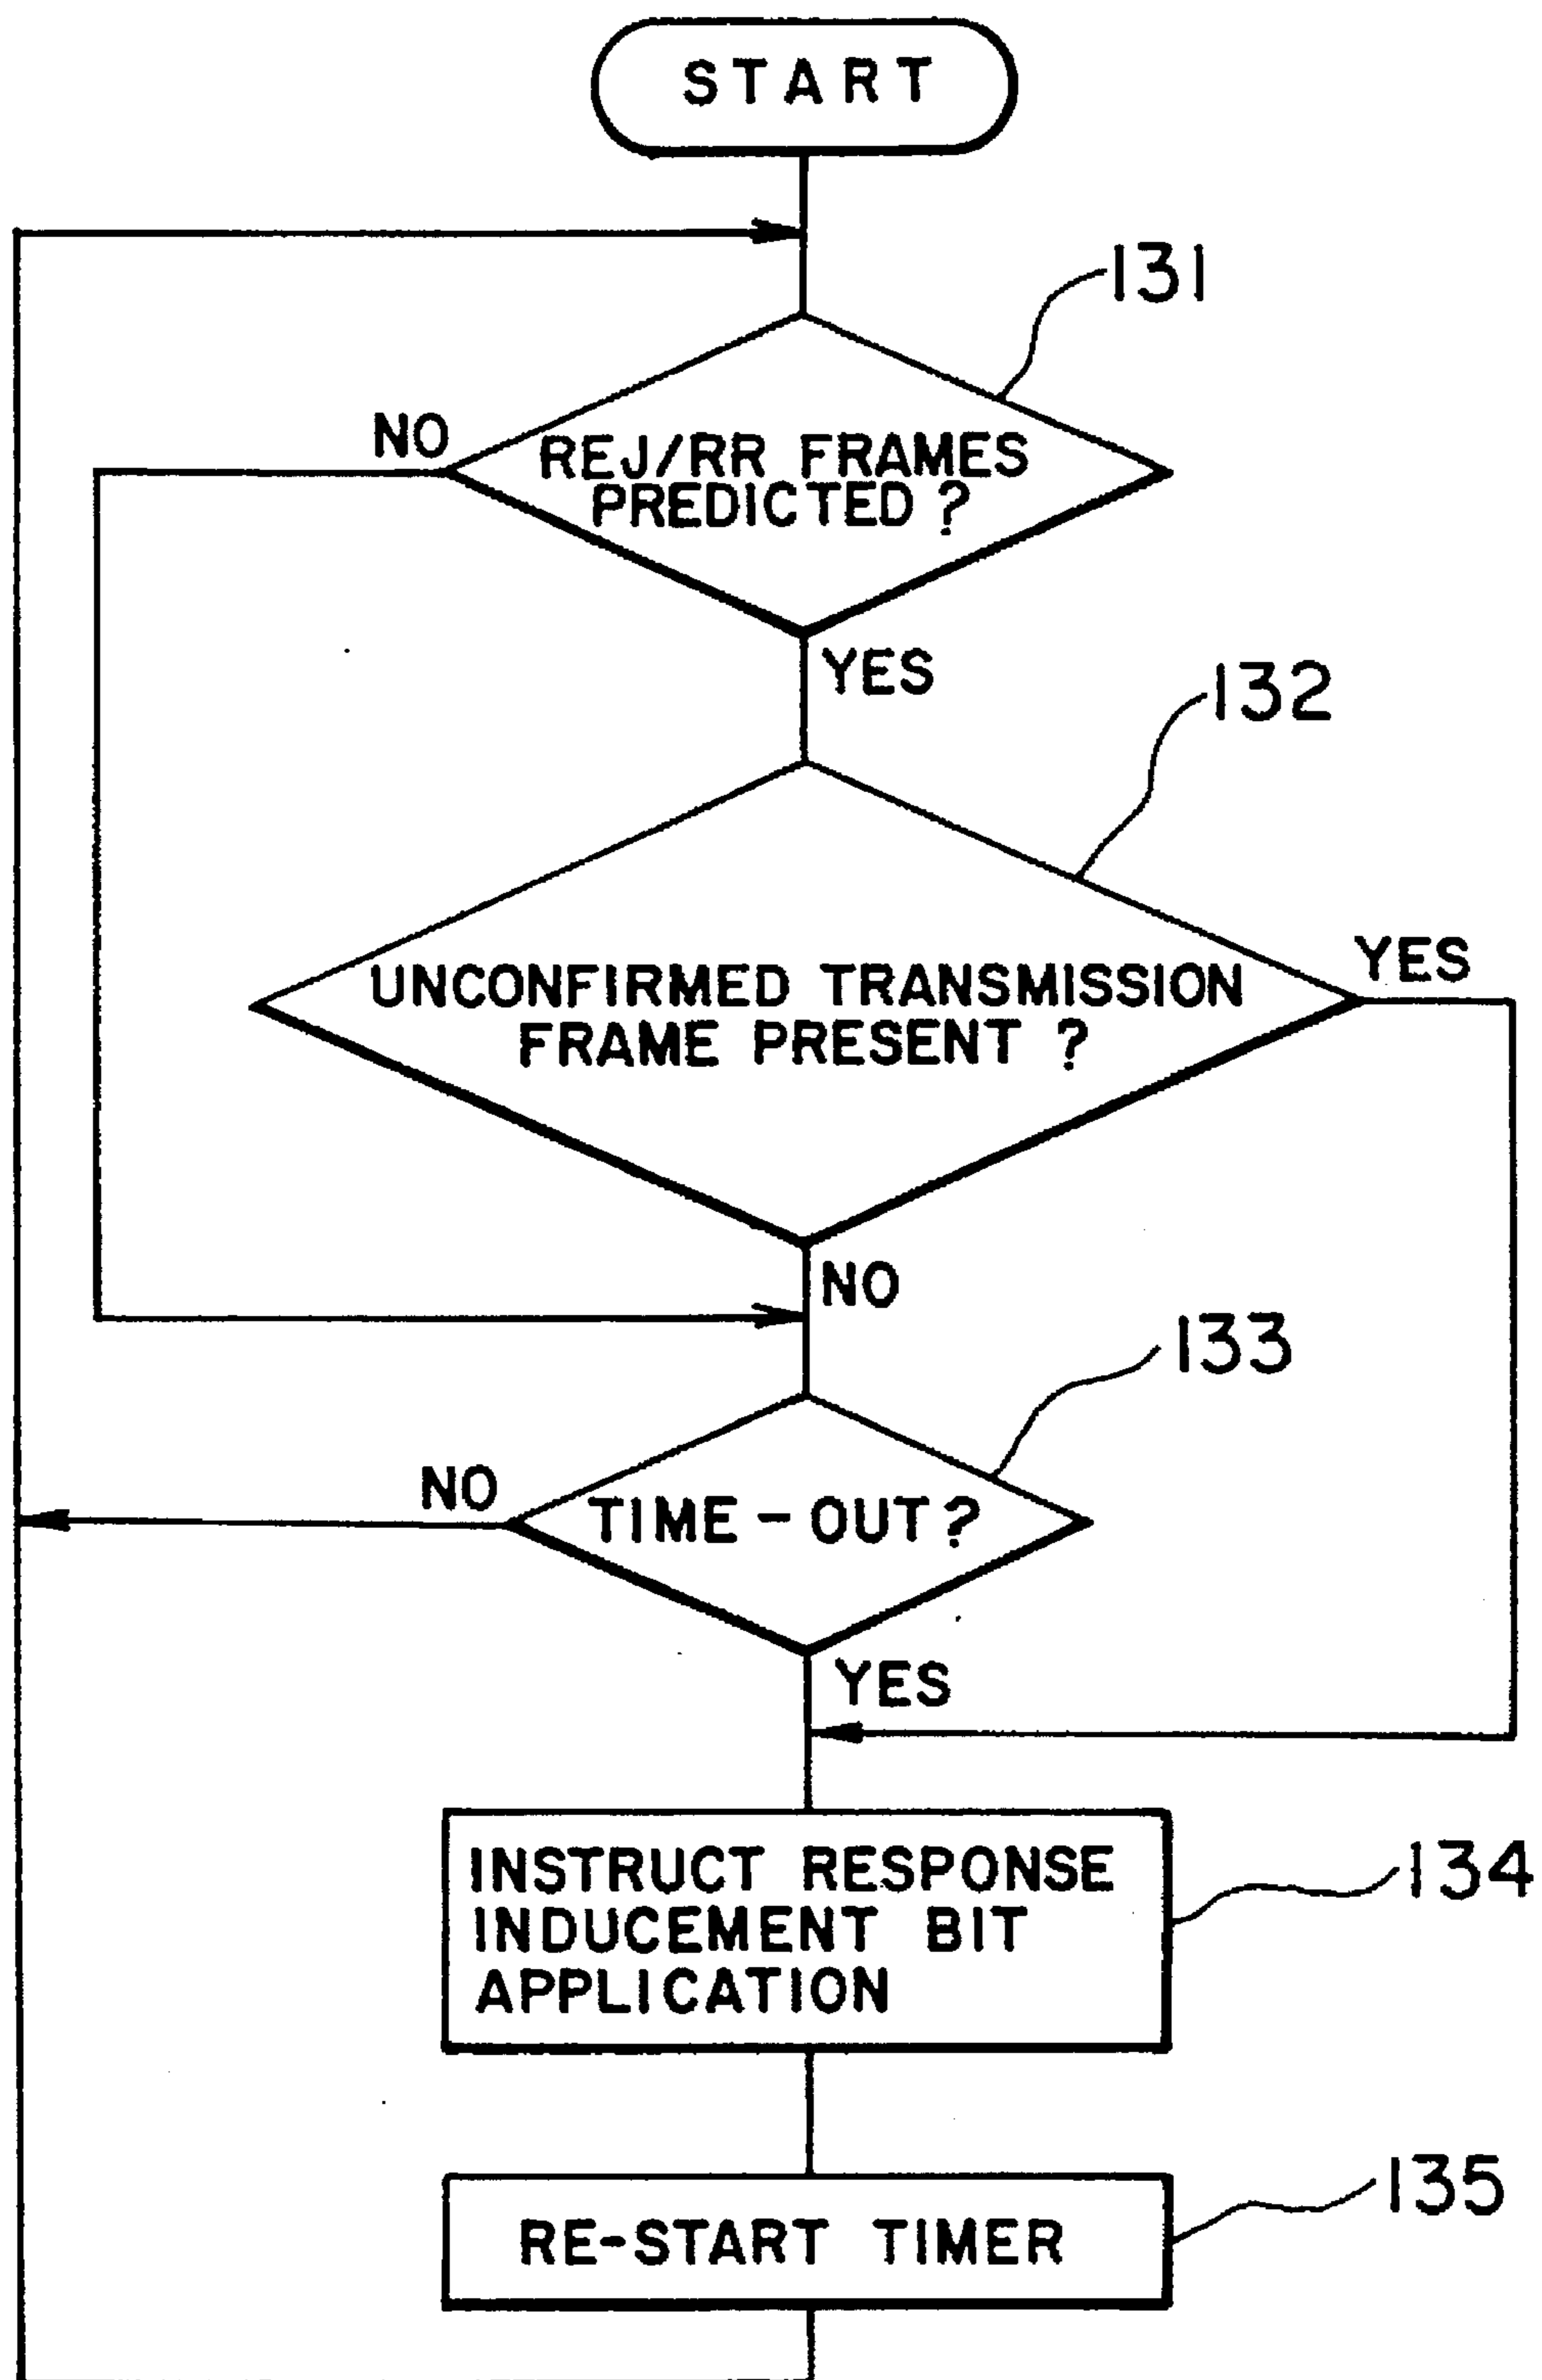 START
131
NO
REJ/RR FRAMES
PREDICTED ?
YES
132
YES
UNCONFIRMED TRANSMISSION
FRAME PRESENT ?
NO
133
NO
TIME-OUT?
YES
INSTRUCT RESPONSE
INDUCEMENT BIT
APPLICATION
134
135
RE-START TIMER